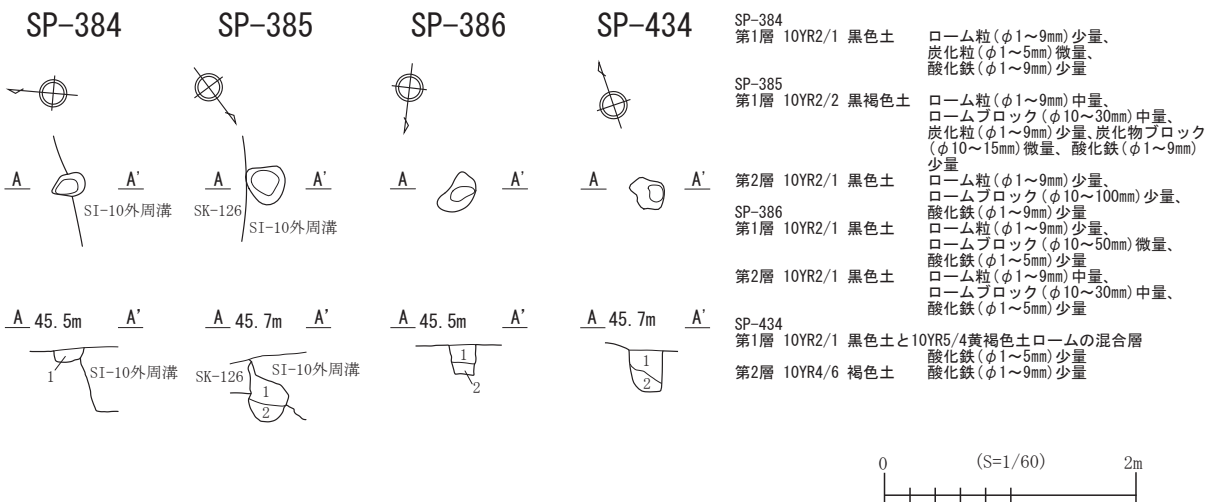 SP-384 SP-385 SP-386 SP-434
A A' A A' A A' A A'
SI-10外周溝 SK-126 SI-10外周溝
A 45.5m A' A 45.7m A' A 45.5m A' A 45.7m A'
1 SI-10外周溝 SK-126 SI-10外周溝 1 2 1 2 1 2
SP-384
第1層 10YR2/1 黒色土 ローム粒(φ1~9㎜)少量、
炭化粒(φ1~5㎜)微量、
酸化鉄(φ1~9㎜)少量
SP-385
第1層 10YR2/2 黒褐色土 ローム粒(φ1~9㎜)中量、
ロームブロック(φ10~30㎜)中量、
炭化粒(φ1~9㎜)少量、炭化物ブロック
(φ10~15㎜)微量、 酸化鉄(φ1~9㎜)
少量
第2層 10YR2/1 黒色土 ローム粒(φ1~9㎜)少量、
ロームブロック(φ10~100㎜)少量、
酸化鉄(φ1~9㎜)少量
SP-386
第1層 10YR2/1 黒色土 ローム粒(φ1~9㎜)少量、
ロームブロック(φ10~50㎜)微量、
酸化鉄(φ1~5㎜)少量
第2層 10YR2/1 黒色土 ローム粒(φ1~9㎜)中量、
ロームブロック(φ10~30㎜)中量、
酸化鉄(φ1~5㎜)少量
SP-434
第1層 10YR2/1 黒色土と10YR5/4黄褐色土ロームの混合層
酸化鉄(φ1~5㎜)少量
第2層 10YR4/6 褐色土 酸化鉄(φ1~9㎜)少量
0 (S=1/60) 2m